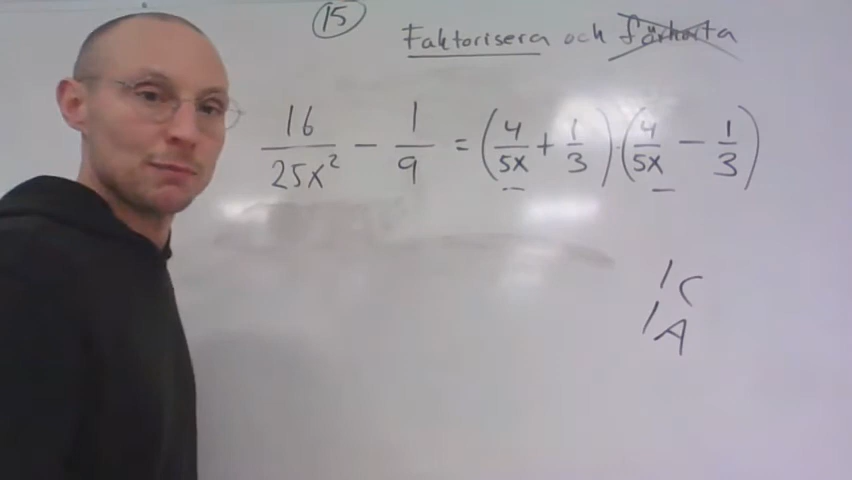 15
Faktorisera och förkorta
16/25x² − 1/9 = (4/5x + 1/3)·(4/5x − 1/3)
1C
1A